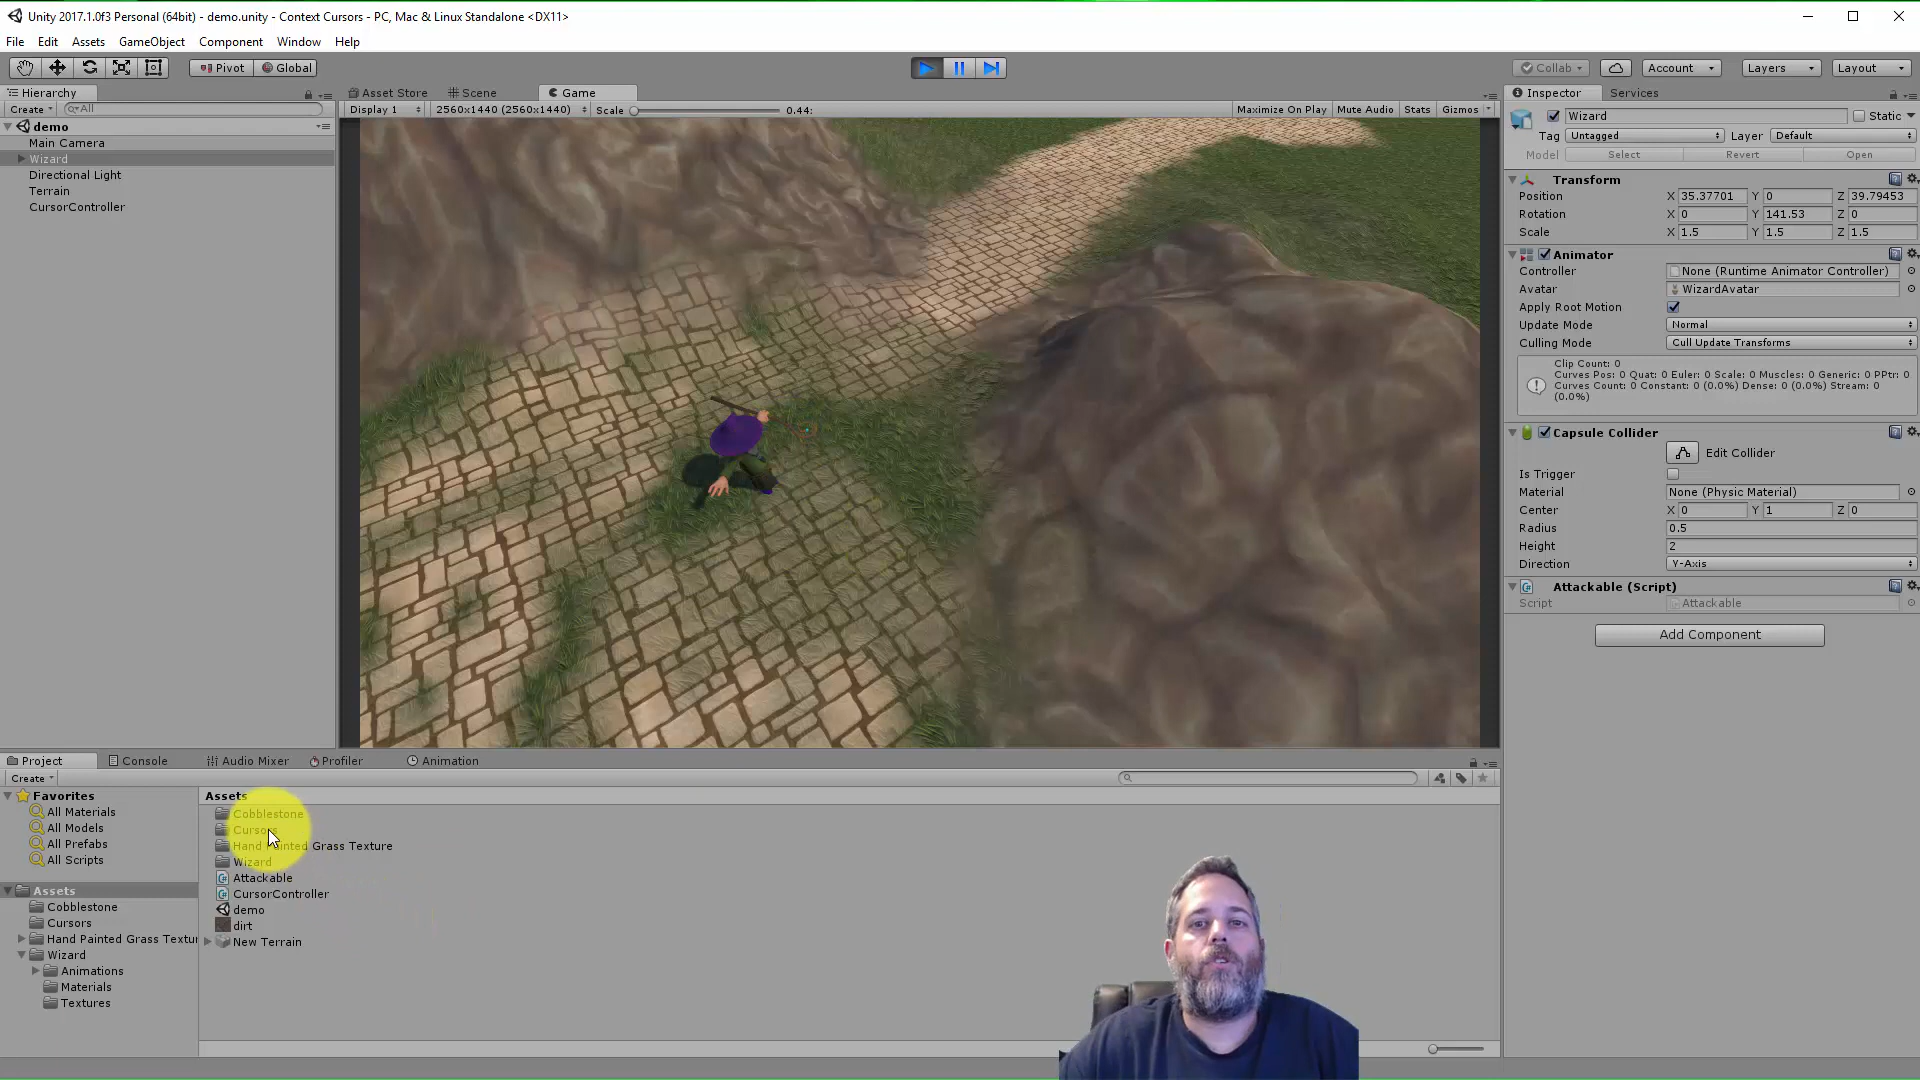 Unity 2017.1.0f3 Personal (64bit) - demo.unity - Context Cursors - PC, Mac & Linux Standalone <DX11>
File Edit Assets GameObject Component Window Help
Pivot Global Collab Account Layers Layout
Hierarchy
Create All
demo
Main Camera
Wizard
Directional Light
Terrain
CursorController
Asset Store Scene Game
Display 1 2560x1440 (2560x1440) Scale 0.44: Maximize On Play Mute Audio Stats Gizmos
Inspector Services
Wizard Static
Tag Untagged Layer Default
Model Select Revert Open
Transform
Position X 35.37701 Y 0 Z 39.79453
Rotation X 0 Y 141.53 Z 0
Scale X 1.5 Y 1.5 Z 1.5
Animator
Controller None (Runtime Animator Controller)
Avatar WizardAvatar
Apply Root Motion
Update Mode Normal
Culling Mode Cull Update Transforms
Clip Count: 0
Curves Pos: 0 Quat: 0 Euler: 0 Scale: 0 Muscles: 0 Generic: 0 PPtr: 0
Curves Count: 0 Constant: 0 (0.0%) Dense: 0 (0.0%) Stream: 0
(0.0%)
Capsule Collider
Edit Collider
Is Trigger
Material None (Physic Material)
Center X 0 Y 1 Z 0
Radius 0.5
Height 2
Direction Y-Axis
Attackable (Script)
Script Attackable
Add Component
Project Console Audio Mixer Profiler Animation
Create
Favorites
All Materials
All Models
All Prefabs
All Scripts
Assets
Cobblestone
Cursors
Hand Painted Grass Textur
Wizard
Animations
Materials
Textures
Assets
Cobblestone
Cursors
Hand Painted Grass Texture
Wizard
Attackable
CursorController
demo
dirt
New Terrain